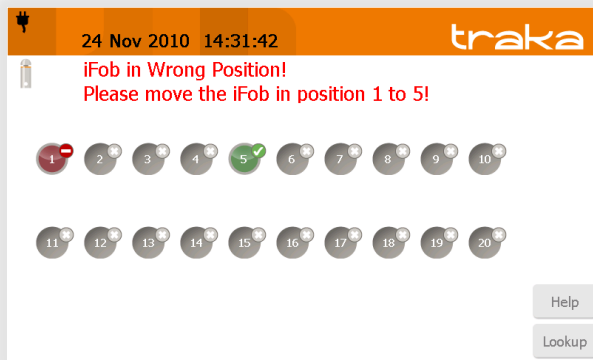 24 Nov 2010 14:31:42
traka
iFob in Wrong Position!
Please move the iFob in position 1 to 5!
1 2 3 4 5 6 7 8 9 10
11 12 13 14 15 16 17 18 19 20
Help
Lookup